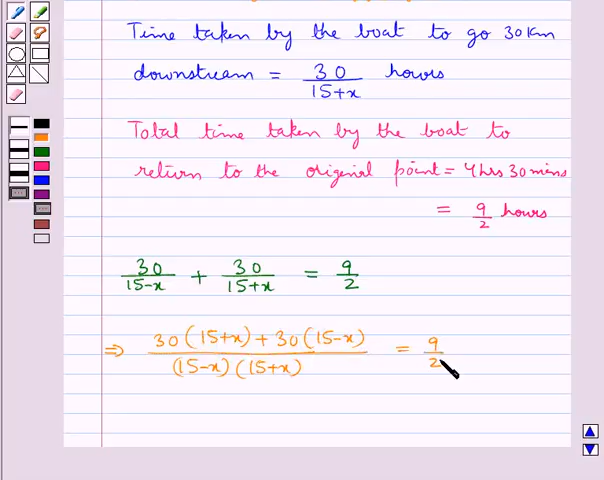 Time taken by the boat to go 30 Km
downstream = 30/(15+x) hours
Total time taken by the boat to
return to the original point = 4 hrs 30 mins
= 9/2 hours
30/(15-x) + 30/(15+x) = 9/2
⇒ (30(15+x) + 30(15-x))/((15-x)(15+x)) = 9/2